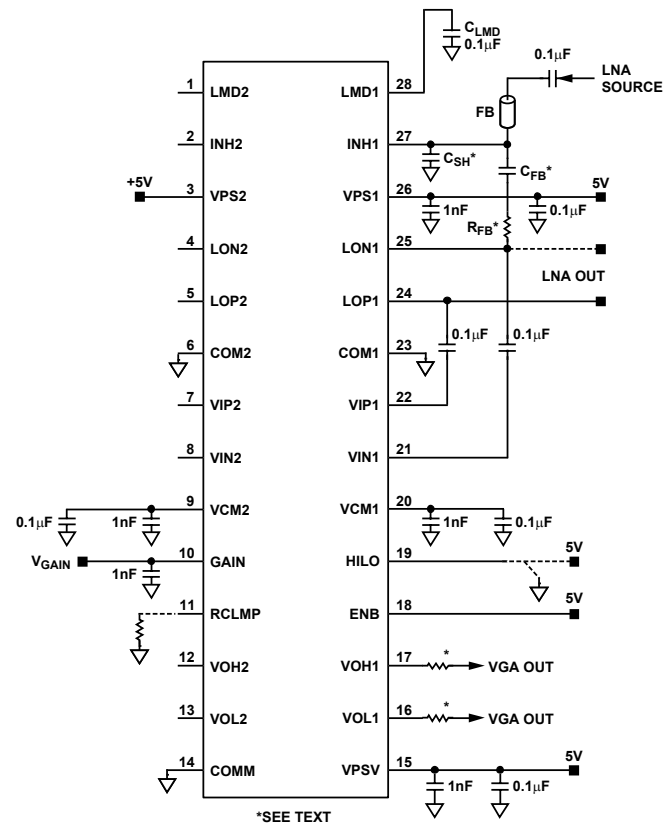 C_LMD
0.1μF
0.1μF
LNA
SOURCE
FB
1 LMD2 LMD1 28
2 INH2 INH1 27
C_SH*
C_FB*
+5V
3 VPS2 VPS1 26
5V
1nF
0.1μF
R_FB*
4 LON2 LON1 25
LNA OUT
5 LOP2 LOP1 24
0.1μF
0.1μF
6 COM2 COM1 23
7 VIP2 VIP1 22
8 VIN2 VIN1 21
9 VCM2 VCM1 20
0.1μF
1nF
1nF
0.1μF
V_GAIN
10 GAIN HILO 19
5V
1nF
11 RCLMP ENB 18
5V
12 VOH2 VOH1 17
*
VGA OUT
13 VOL2 VOL1 16
*
VGA OUT
14 COMM VPSV 15
5V
1nF
0.1μF
*SEE TEXT